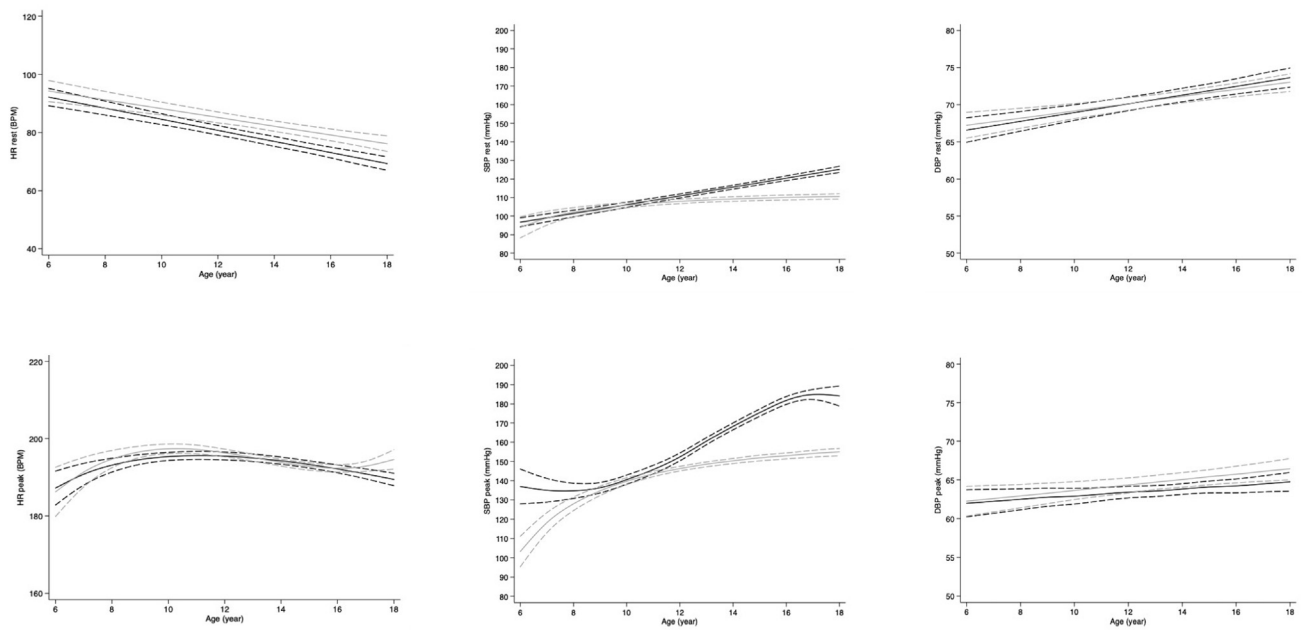 HR rest (BPM)
120
100
80
60
40
6 8 10 12 14 16 18
Age (year)
SBP rest (mmHg)
200
190
180
170
160
150
140
130
120
110
100
90
80
6 8 10 12 14 16 18
Age (year)
DBP rest (mmHg)
80
75
70
65
60
55
50
6 8 10 12 14 16 18
Age (year)
HR peak (BPM)
220
200
180
160
6 8 10 12 14 16 18
Age (year)
SBP peak (mmHg)
200
190
180
170
160
150
140
130
120
110
100
90
80
6 8 10 12 14 16 18
Age (year)
DBP peak (mmHg)
80
75
70
65
60
55
50
6 8 10 12 14 16 18
Age (year)